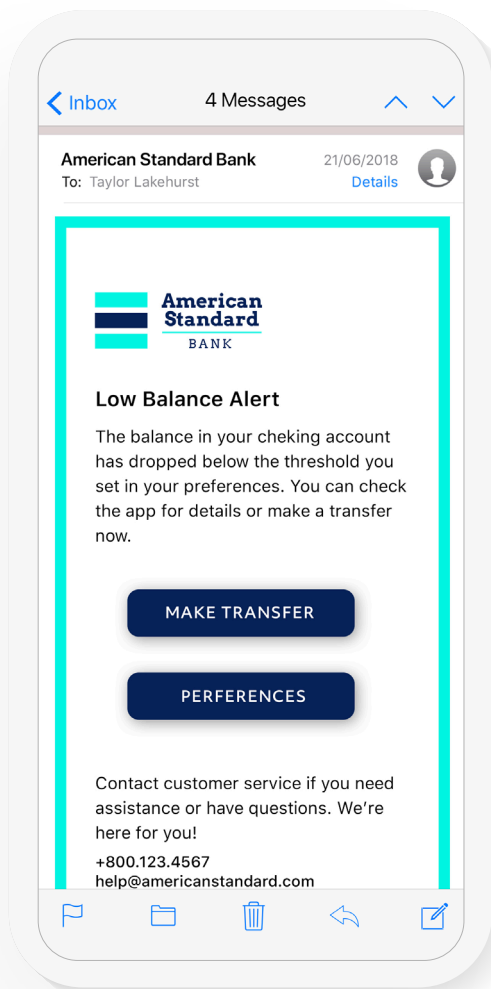 Inbox
4 Messages
American Standard Bank
21/06/2018
To: Taylor Lakehurst
Details
American
Standard
BANK
Low Balance Alert
The balance in your cheking account
has dropped below the threshold you
set in your preferences. You can check
the app for details or make a transfer
now.
MAKE TRANSFER
PERFERENCES
Contact customer service if you need
assistance or have questions. We're
here for you!
+800.123.4567
help@americanstandard.com